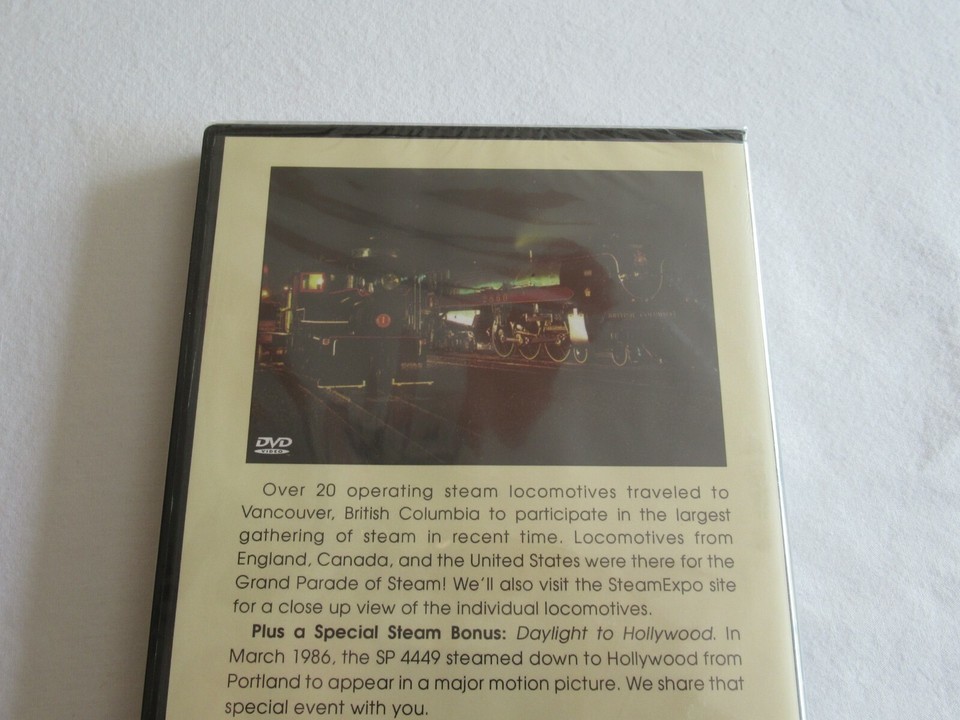 DVD
VIDEO
Over 20 operating steam locomotives traveled to
Vancouver, British Columbia to participate in the largest
gathering of steam in recent time. Locomotives from
England, Canada, and the United States were there for the
Grand Parade of Steam! We'll also visit the SteamExpo site
for a close up view of the individual locomotives.
Plus a Special Steam Bonus: Daylight to Hollywood. In
March 1986, the SP 4449 steamed down to Hollywood from
Portland to appear in a major motion picture. We share that
special event with you.